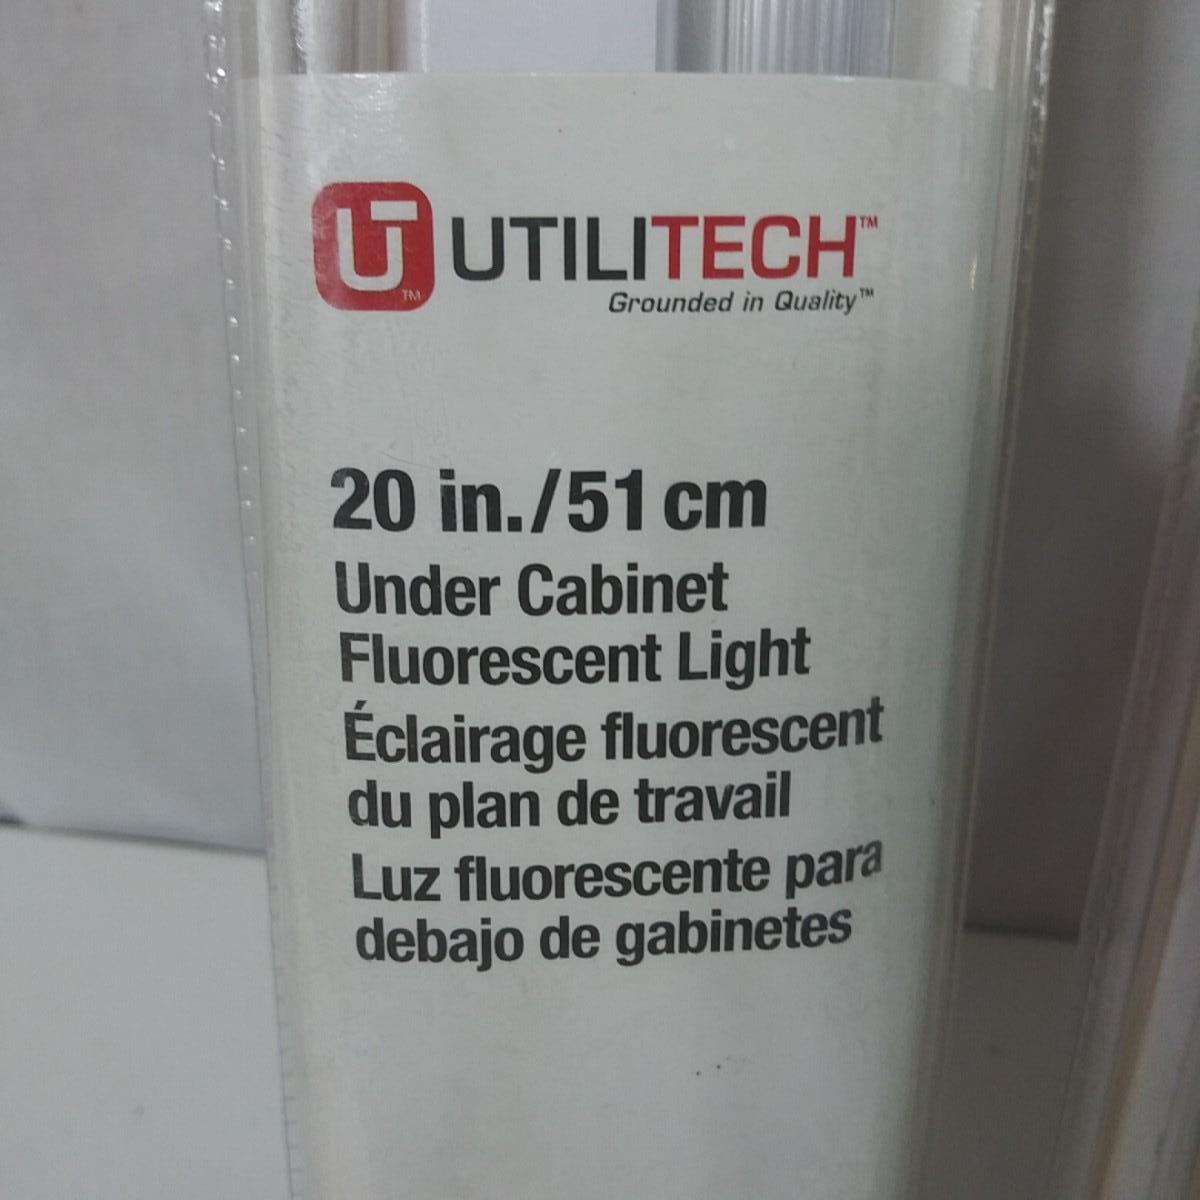 UT™ UTILITECH™
Grounded in Quality™
20 in./51 cm
Under Cabinet
Fluorescent Light
Éclairage fluorescent
du plan de travail
Luz fluorescente para
debajo de gabinetes